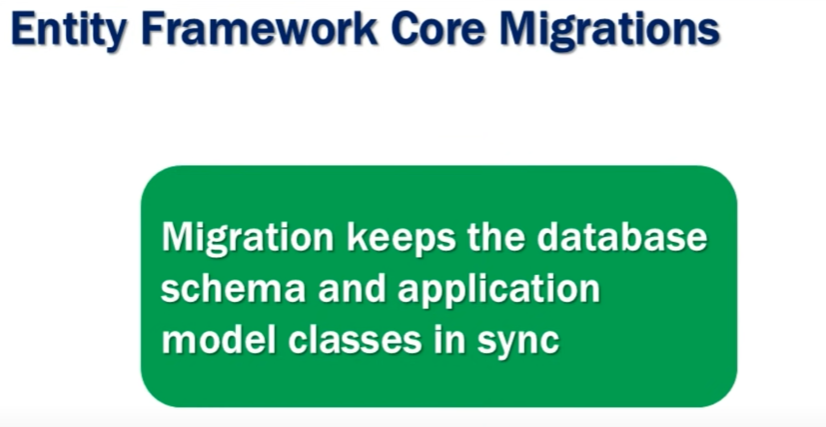 Entity Framework Core Migrations
Migration keeps the database
schema and application
model classes in sync